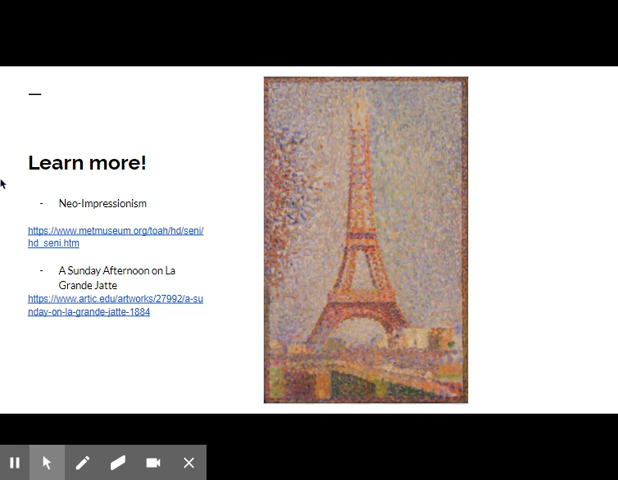 Learn more!
- Neo-Impressionism
https://www.metmuseum.org/toah/hd/seni/
hd_seni.htm
- A Sunday Afternoon on La
Grande Jatte
https://www.artic.edu/artworks/27992/a-su
nday-on-la-grande-jatte-1884